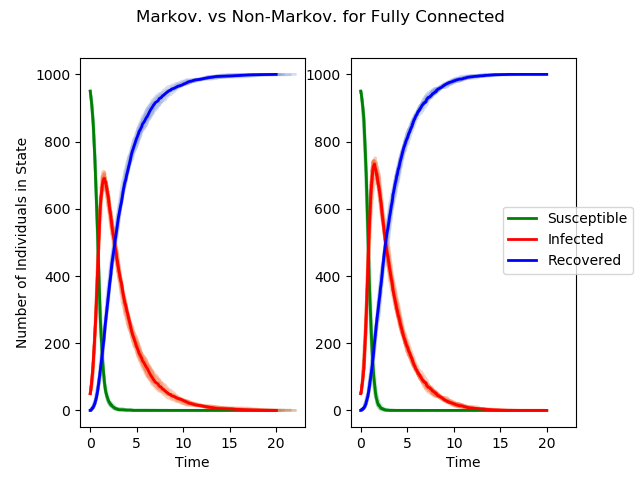 Markov. vs Non-Markov. for Fully Connected
Number of Individuals in State
1000
800
600
400
200
0
0 5 10 15 20
Time
1000
800
600
400
200
0
0 5 10 15 20
Time
Susceptible
Infected
Recovered